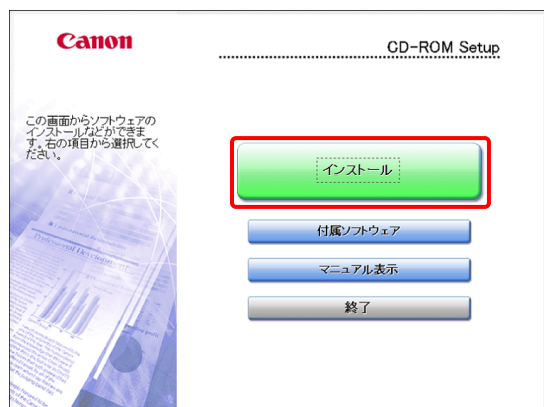 Canon
CD-ROM Setup
この画面からソフトウェアの
インストールなどができま
す。右の項目から選択してく
ださい。
インストール
付属ソフトウェア
マニュアル表示
終了
Professional Development